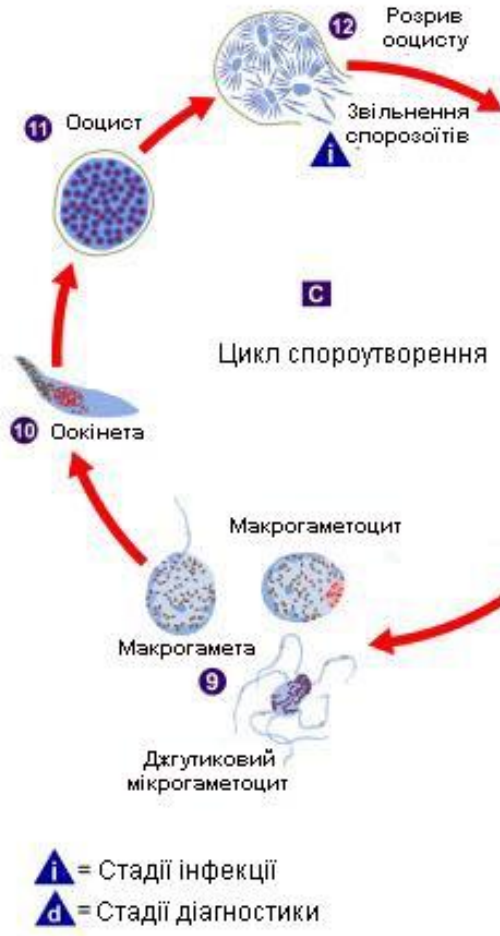 12 Розрив
ооцисту
11 Ооцист
Звільнення
спорозоїтів
i
C
Цикл спороутворення
10 Оокінета
Макрогаметоцит
Макрогамета
9
Джгутиковий
мікрогаметоцит
i = Стадії інфекції
d = Стадії діагностики